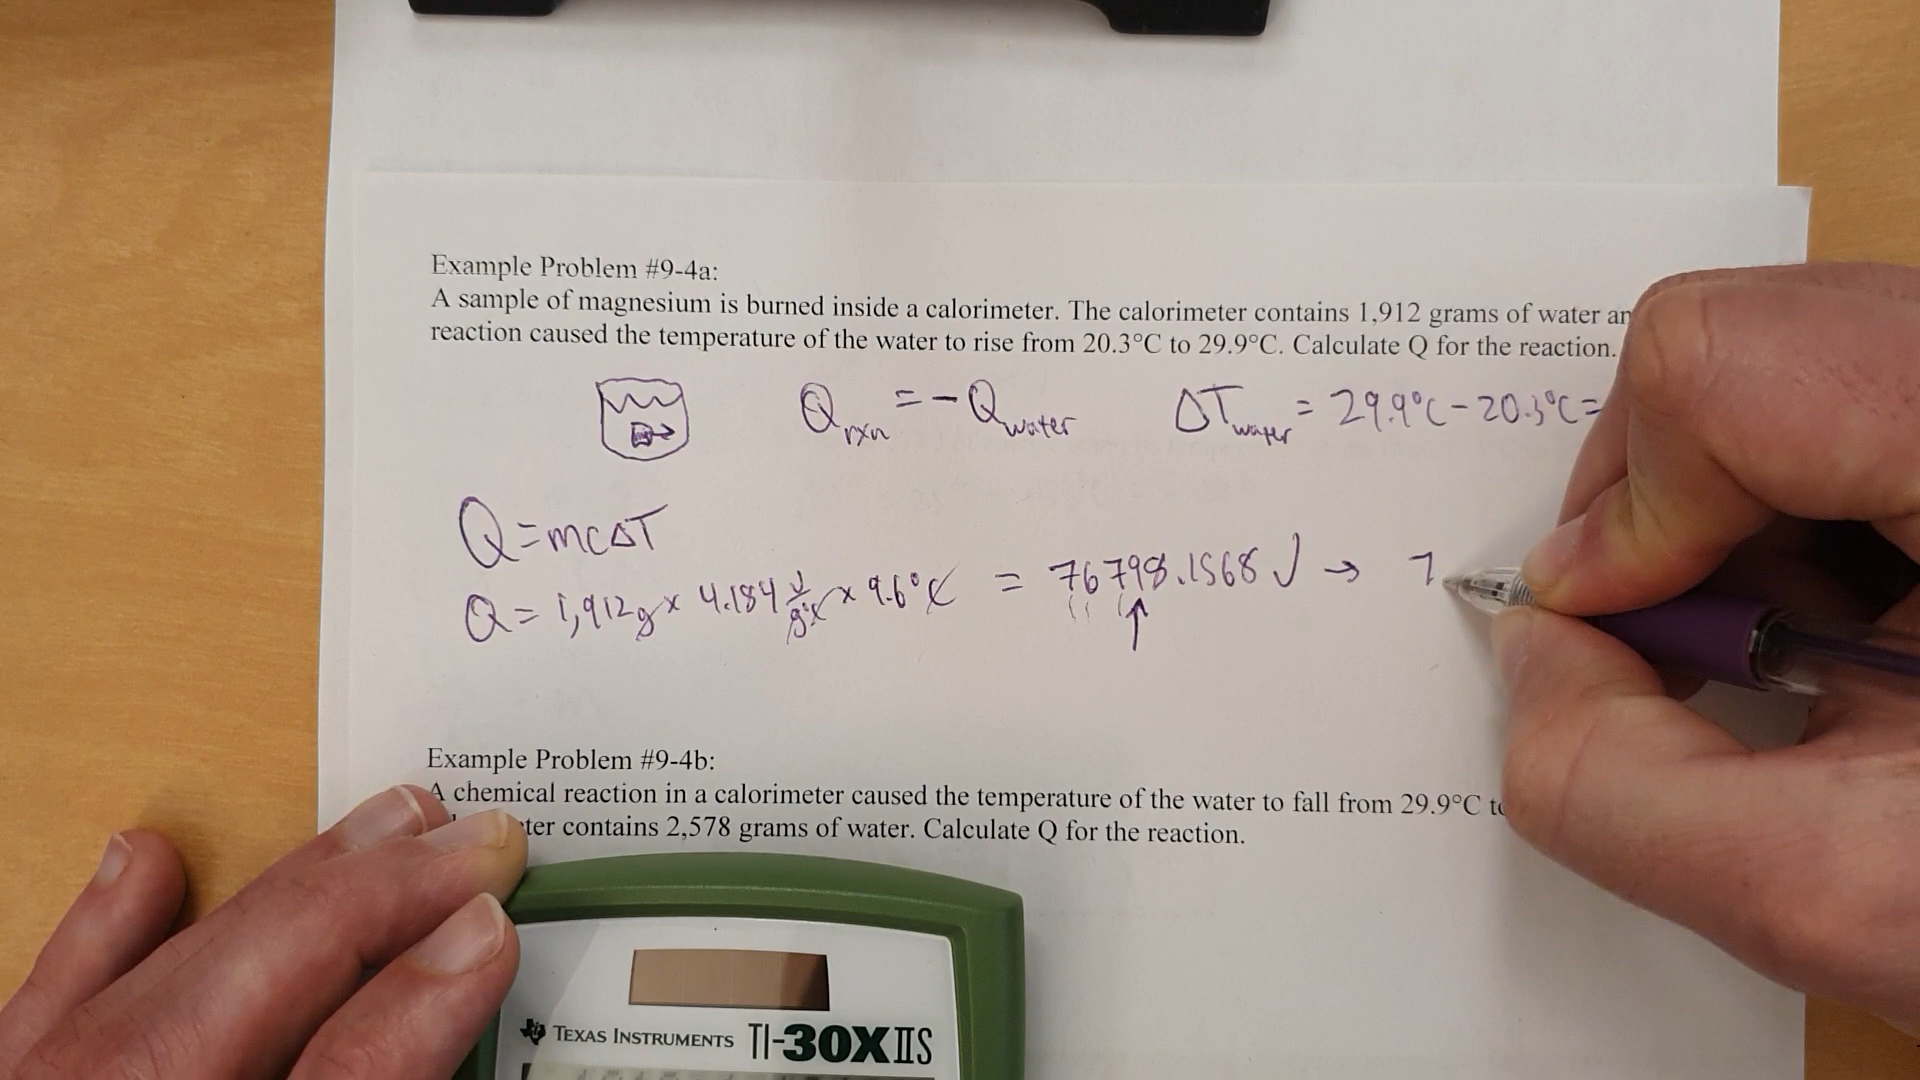 Example Problem #9-4a:
A sample of magnesium is burned inside a calorimeter. The calorimeter contains 1,912 grams of water
reaction caused the temperature of the water to rise from 20.3°C to 29.9°C. Calculate Q for the reaction.
Qrxn = -Qwater ΔTwater = 29.9°C - 20.3°C =
Q = mcΔT
Q = 1,912g x 4.184 J/g°C x 9.6°C = 76798.1568 J → 7
Example Problem #9-4b:
A chemical reaction in a calorimeter caused the temperature of the water to fall from 29.9°C
contains 2,578 grams of water. Calculate Q for the reaction.
TEXAS INSTRUMENTS TI-30XIIS